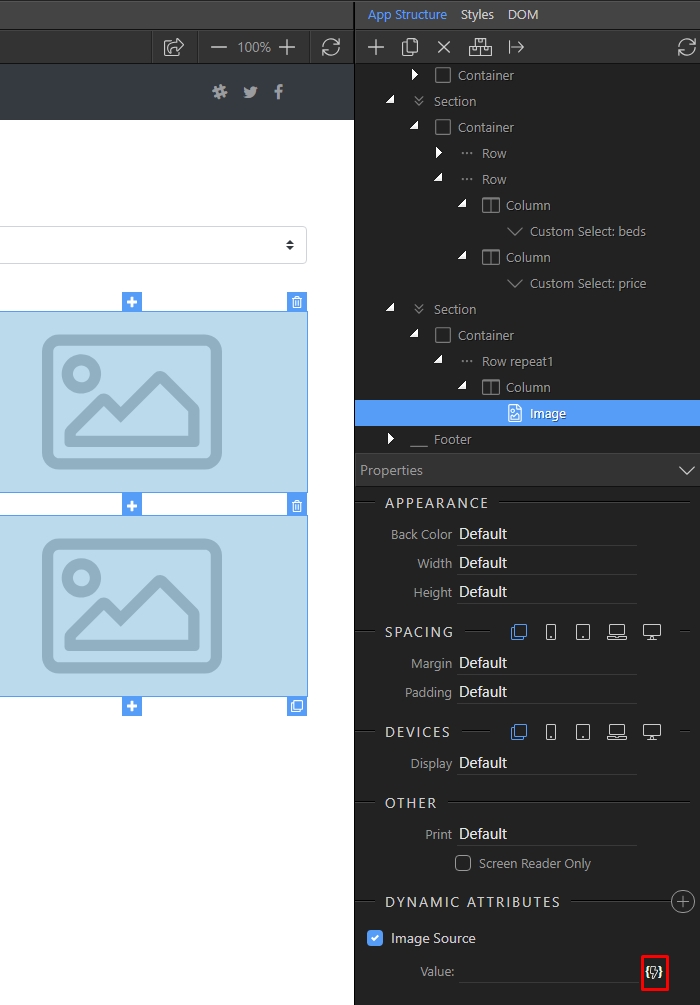 App Structure Styles DOM
100%
Container
Section
Container
Row
Row
Column
Custom Select: beds
Column
Custom Select: price
Section
Container
Row repeat1
Column
Image
Footer
Properties
APPEARANCE
Back Color Default
Width Default
Height Default
SPACING
Margin Default
Padding Default
DEVICES
Display Default
OTHER
Print Default
Screen Reader Only
DYNAMIC ATTRIBUTES
Image Source
Value: